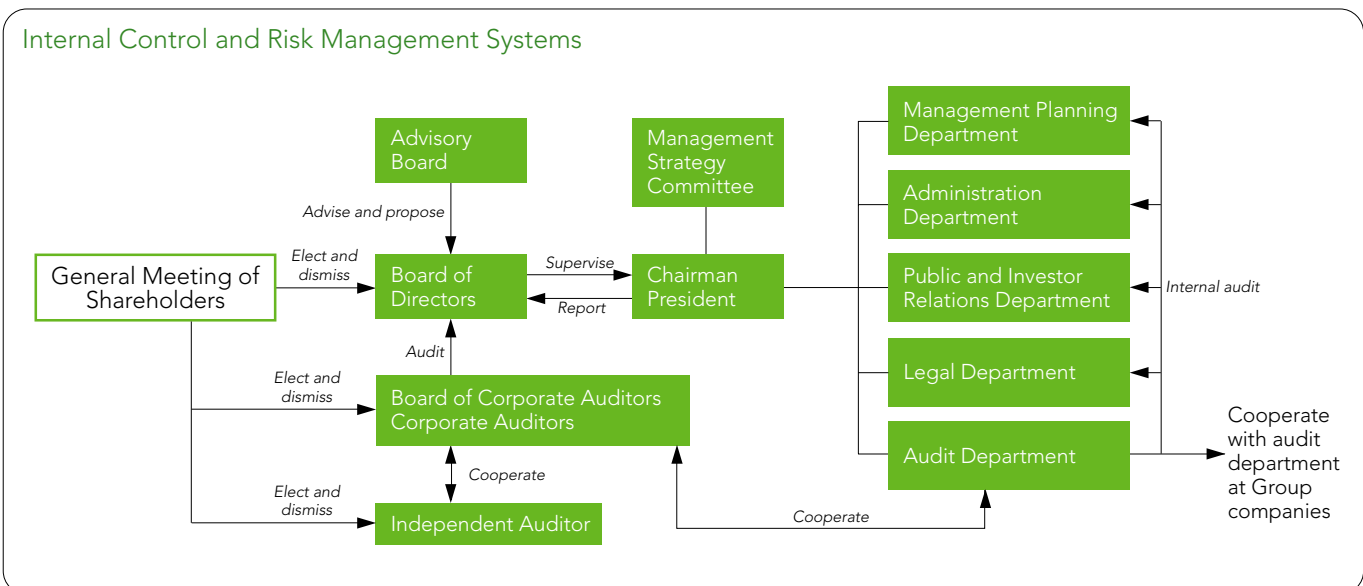 Internal Control and Risk Management Systems
Advisory
Board
Management
Strategy
Committee
Management Planning
Department
Administration
Department
Advise and propose
General Meeting of
Shareholders
Elect and
dismiss
Board of
Directors
Supervise
Report
Chairman
President
Public and Investor
Relations Department
Internal audit
Audit
Elect and
dismiss
Board of Corporate Auditors
Corporate Auditors
Legal Department
Audit Department
Cooperate
with audit
department
at Group
companies
Cooperate
Elect and
dismiss
Independent Auditor
Cooperate